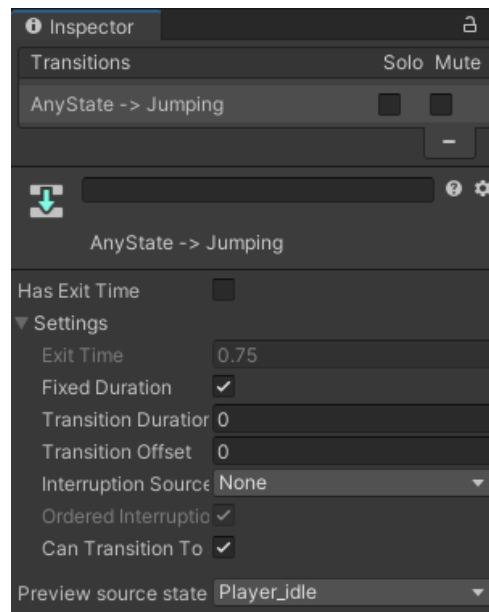 Inspector
Transitions Solo Mute
AnyState -> Jumping
AnyState -> Jumping
Has Exit Time
Settings
Exit Time 0.75
Fixed Duration
Transition Duration 0
Transition Offset 0
Interruption Source None
Ordered Interruptio
Can Transition To
Preview source state Player_idle